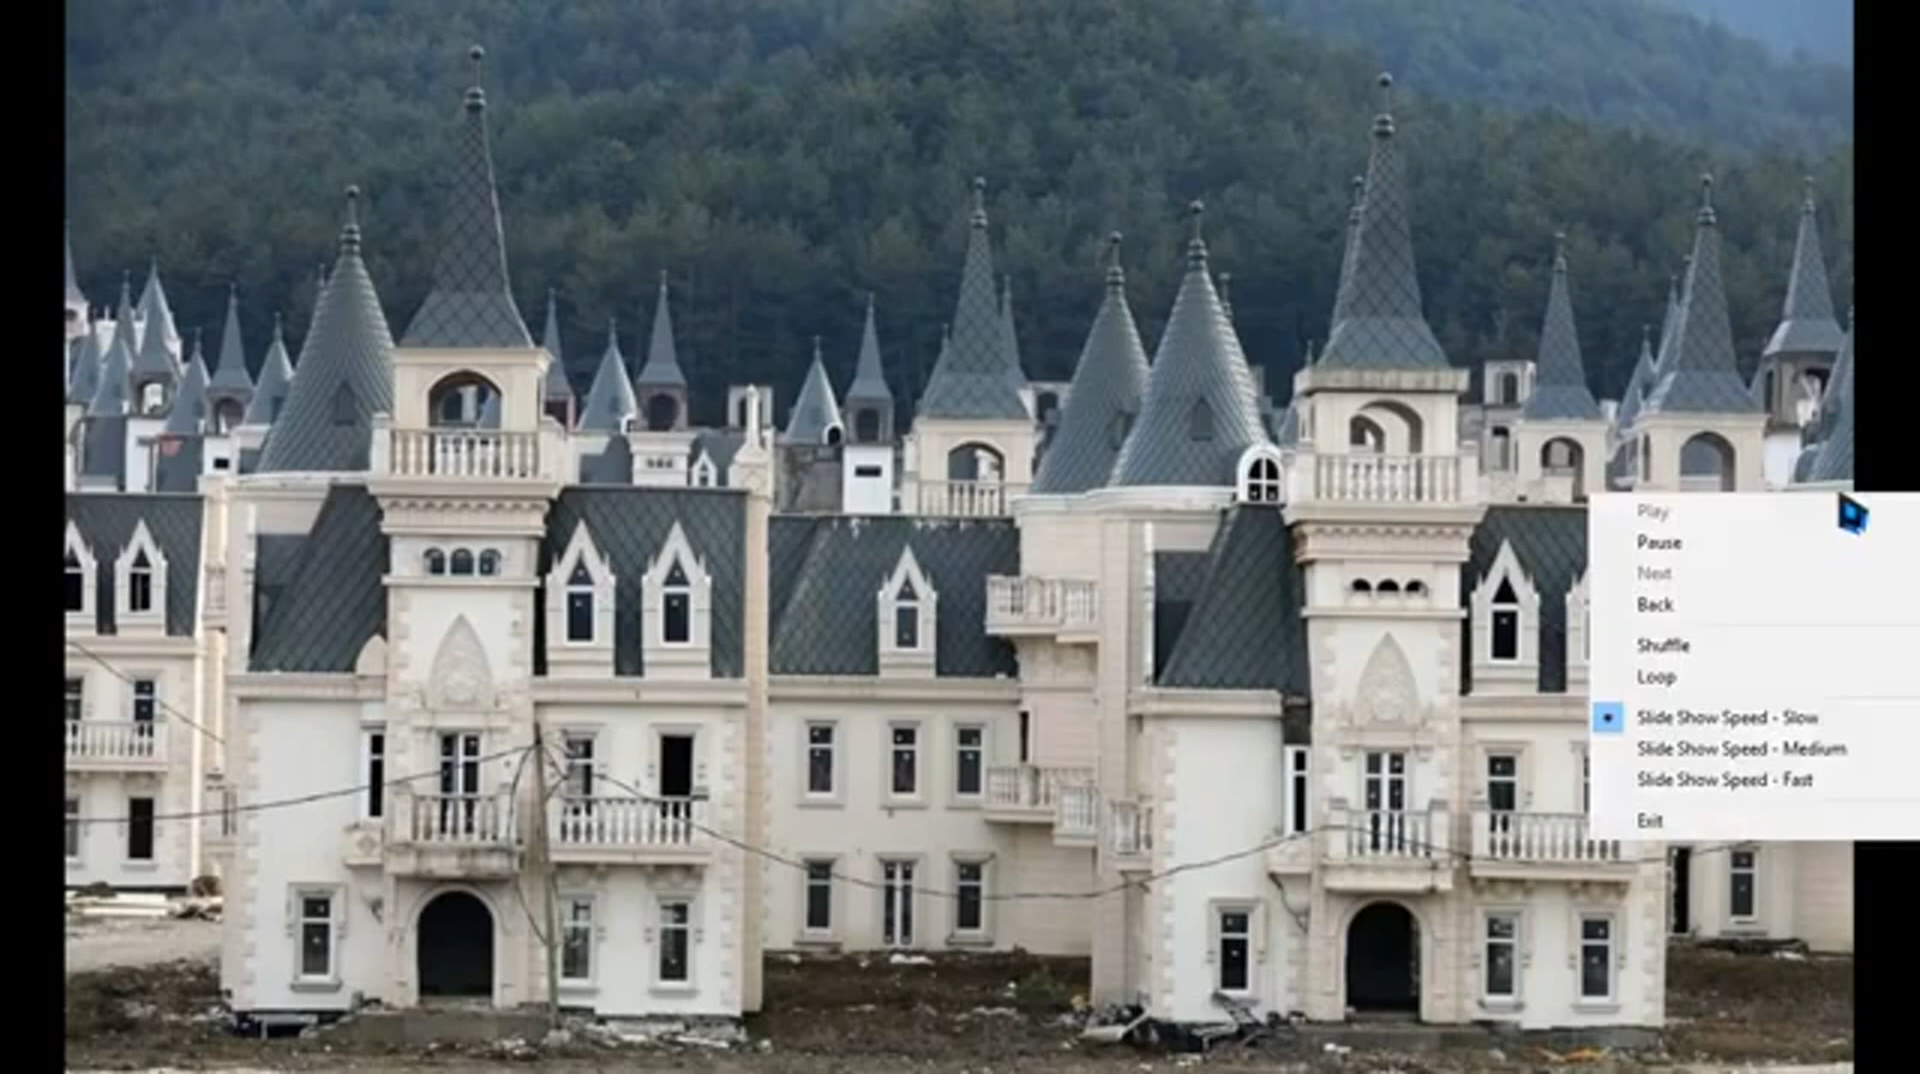 Play
Pause
Next
Back
Shuffle
Loop
Slide Show Speed - Slow
Slide Show Speed - Medium
Slide Show Speed - Fast
Exit